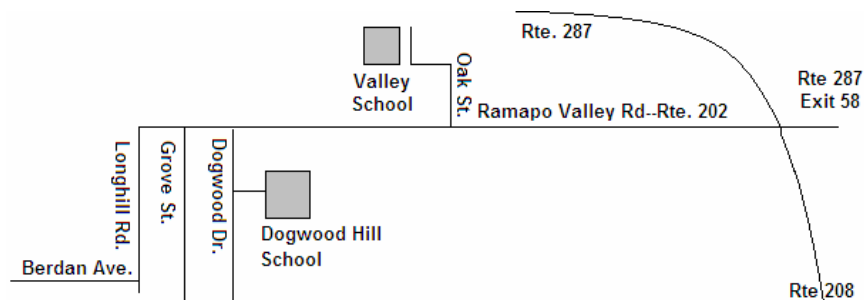 Rte. 287
Valley
School
Oak St.
Rte 287
Exit 58
Ramapo Valley Rd--Rte. 202
Longhill Rd.
Grove St.
Dogwood Dr.
Dogwood Hill
School
Berdan Ave.
Rte 208